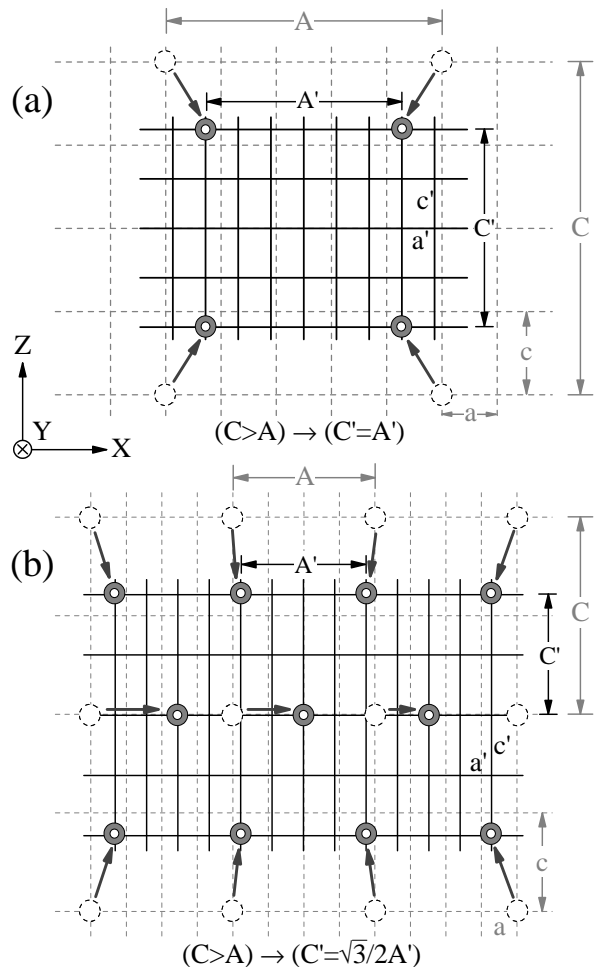 A
(a)
A'
c'
C'
C
a'
c
Z
a
Y
X
(C>A) → (C'=A')
A
(b)
A'
C
C'
c'
a'
c
a
(C>A) → (C'=√3/2A')